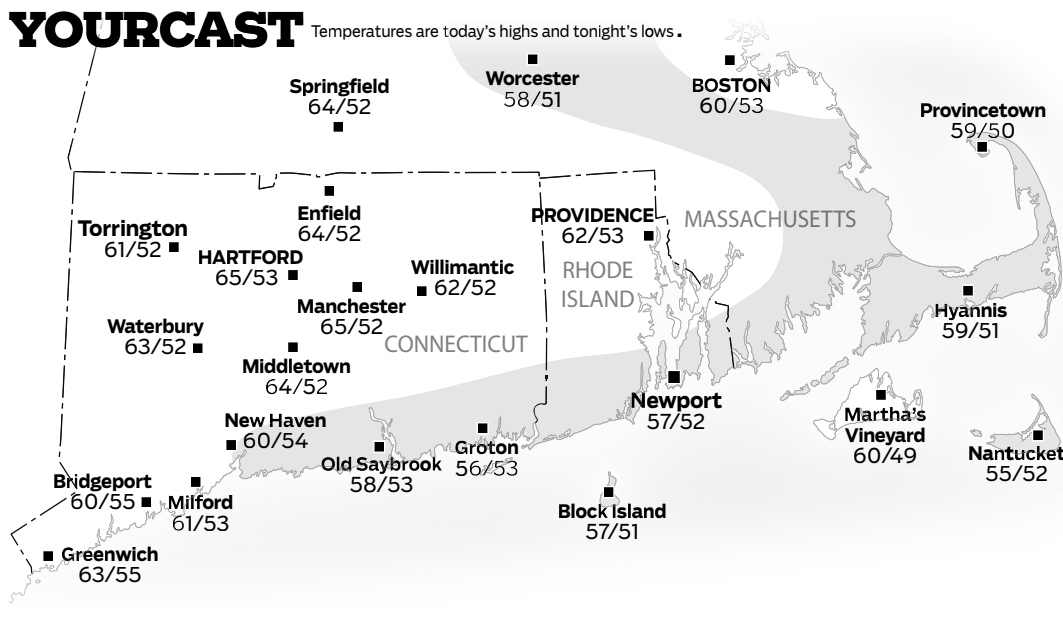 YOURCAST Temperatures are today's highs and tonight's lows.
Springfield
64/52
Worcester
58/51
BOSTON
60/53
Provincetown
59/50
Enfield
64/52
Torrington
61/52
HARTFORD
65/53
Willimantic
62/52
Manchester
65/52
PROVIDENCE
62/53
MASSACHUSETTS
RHODE
ISLAND
Hyannis
59/51
Waterbury
63/52
CONNECTICUT
Middletown
64/52
New Haven
60/54
Old Saybrook
58/53
Groton
56/53
Newport
57/52
Martha's
Vineyard
60/49
Nantucket
55/52
Bridgeport
60/55
Milford
61/53
Block Island
57/51
Greenwich
63/55